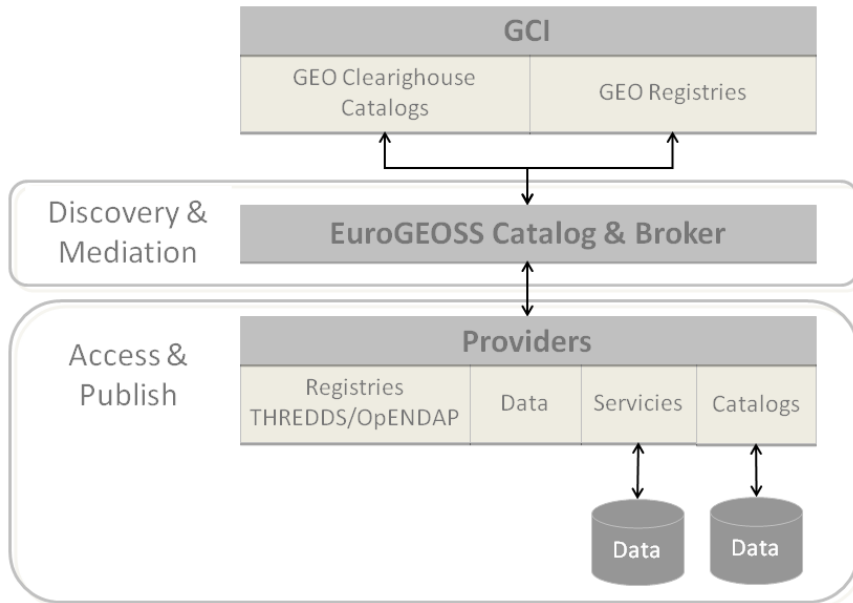 GCI
GEO Clearighouse
Catalogs
GEO Registries
Discovery &
Mediation
EuroGEOSS Catalog & Broker
Access &
Publish
Providers
Registries
THREDDS/OpENDAP
Data
Servicies
Catalogs
Data
Data